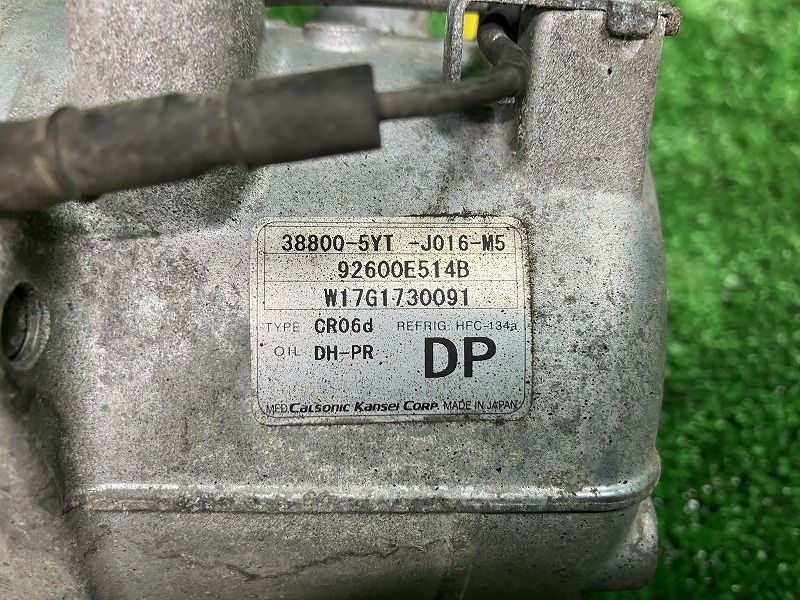 38800-5YT -J016-M5
92600E514B
W17G1730091
TYPE CR06d REFRIG. HFC-134a
OIL DH-PR DP
MFD. CALSONIC KANSEI CORP. MADE IN JAPAN